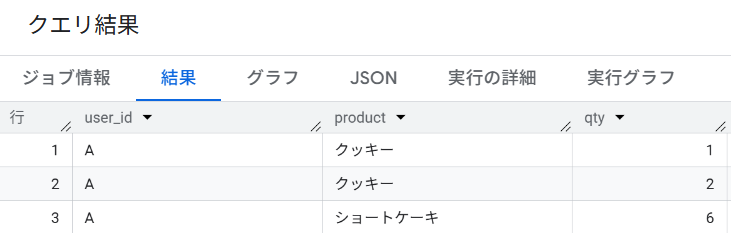 クエリ結果
ジョブ情報 結果 グラフ JSON 実行の詳細 実行グラフ
行 user_id product qty
1 A クッキー 1
2 A クッキー 2
3 A ショートケーキ 6